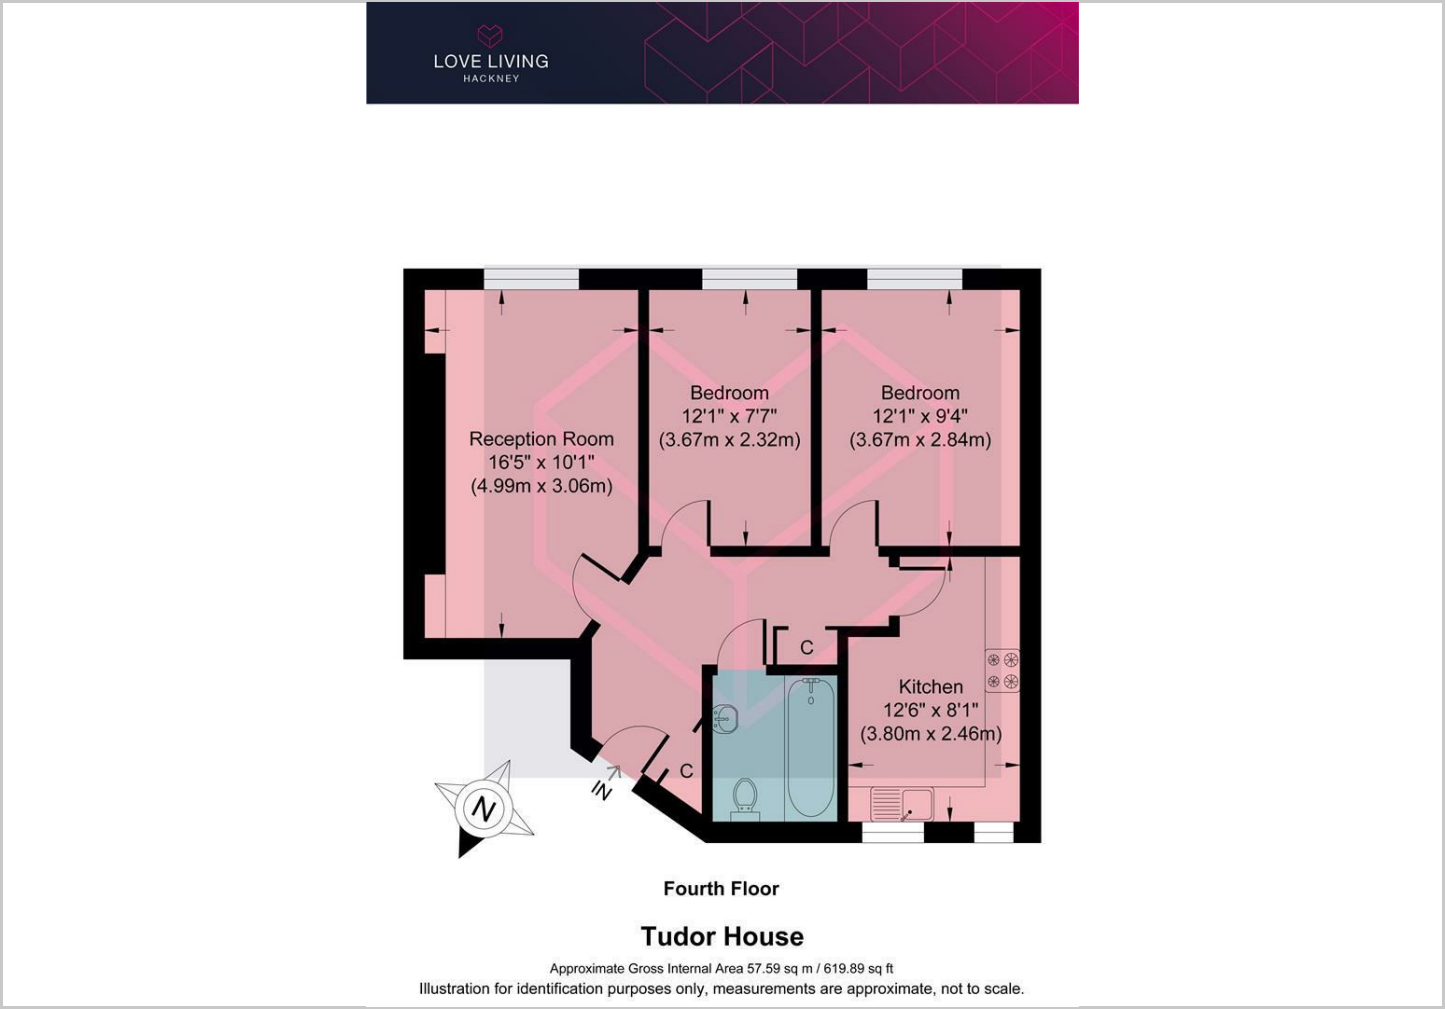 LOVE LIVING
HACKNEY
Reception Room
16'5" x 10'1"
(4.99m x 3.06m)
Bedroom
12'1" x 7'7"
(3.67m x 2.32m)
Bedroom
12'1" x 9'4"
(3.67m x 2.84m)
C
Kitchen
12'6" x 8'1"
(3.80m x 2.46m)
C
IN
N
Fourth Floor
Tudor House
Approximate Gross Internal Area 57.59 sq m / 619.89 sq ft
Illustration for identification purposes only, measurements are approximate, not to scale.